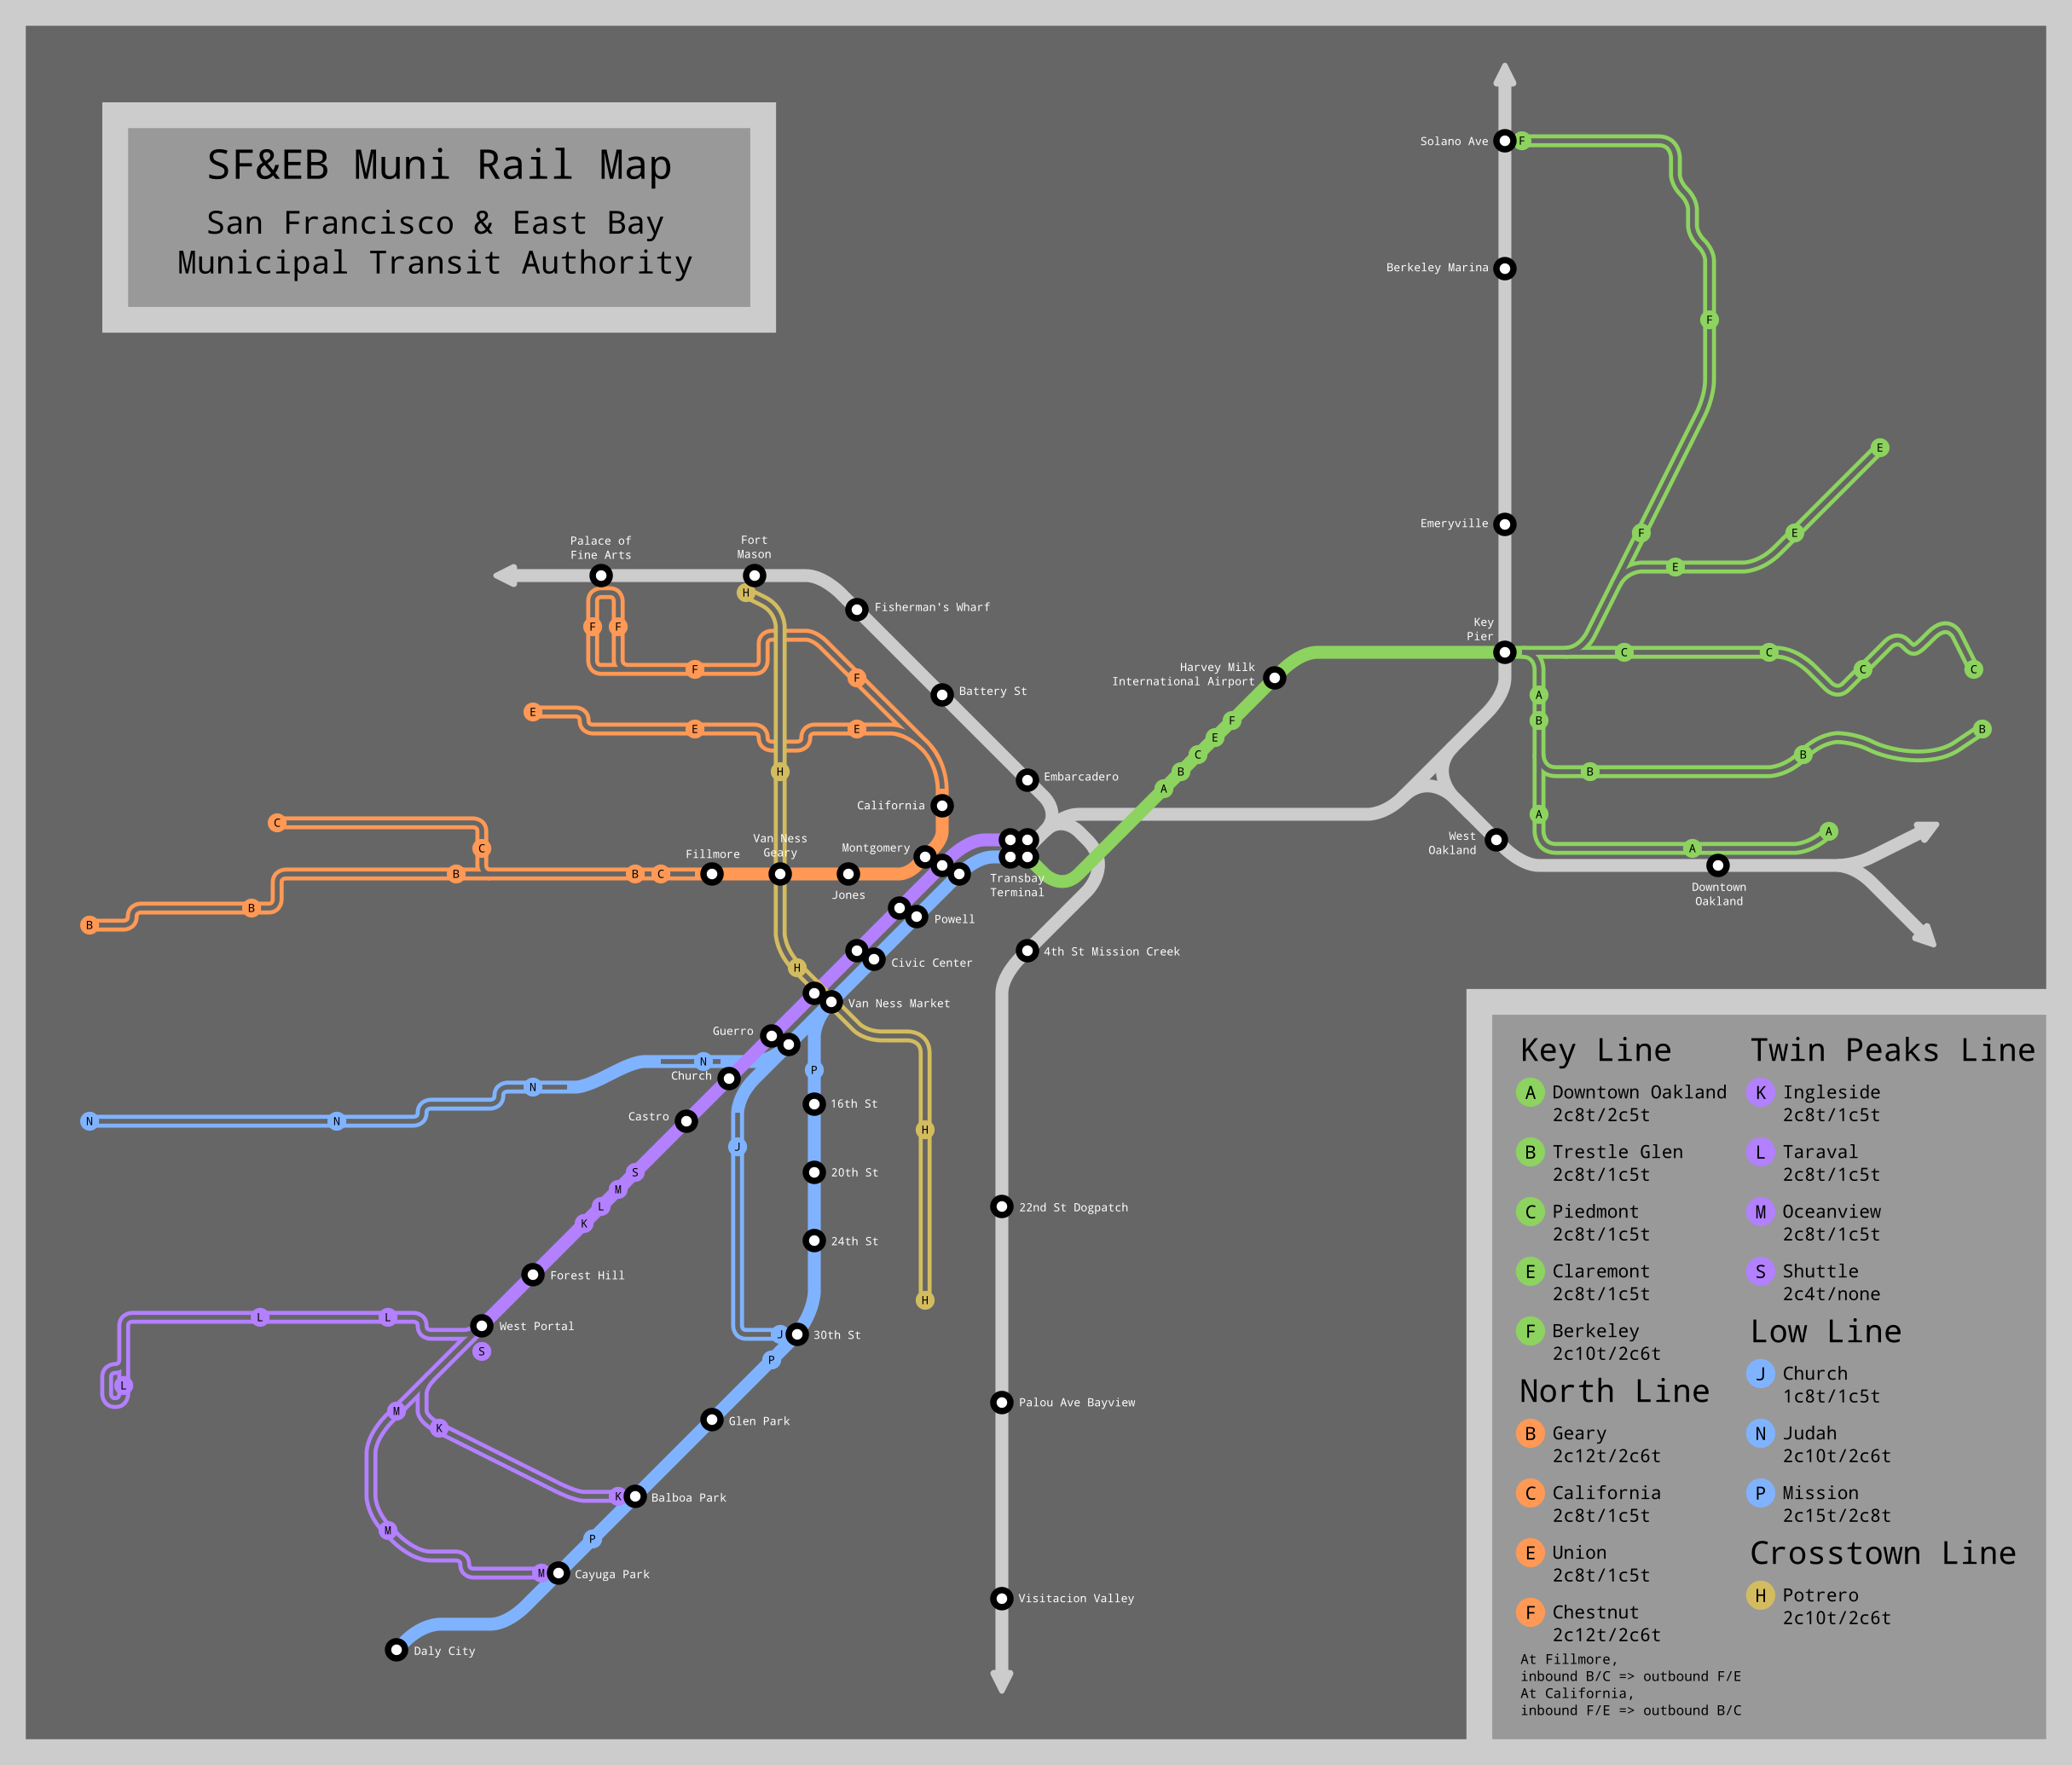 SF&EB Muni Rail Map
San Francisco & East Bay
Municipal Transit Authority
Solano Ave
F
Berkeley Marina
F
E
Emeryville
F
E
E
Palace of
Fine Arts
Fort
Mason
H
Fisherman's Wharf
F
F
F
F
Key
Pier
C
C
C
C
Harvey Milk
International Airport
Battery St
A
B
F
E
C
B
A
E
E
E
H
B
B
B
Embarcadero
California
C
C
A
A
A
West
Oakland
Downtown
Oakland
Van Ness
Geary
Montgomery
Fillmore
B
B
C
Jones
Transbay
Terminal
B
B
Powell
4th St Mission Creek
H
Civic Center
Van Ness Market
Guerro
N
P
Church
N
16th St
N
N
Castro
H
J
S
M
L
K
20th St
22nd St Dogpatch
24th St
Forest Hill
H
L
L
West Portal
S
J
30th St
P
L
M
K
Glen Park
Palou Ave Bayview
K
Balboa Park
M
P
M
Cayuga Park
Visitacion Valley
Daly City
Key Line
A
Downtown Oakland
2c8t/2c5t
B
Trestle Glen
2c8t/1c5t
C
Piedmont
2c8t/1c5t
E
Claremont
2c8t/1c5t
F
Berkeley
2c10t/2c6t
North Line
B
Geary
2c12t/2c6t
C
California
2c8t/1c5t
E
Union
2c8t/1c5t
F
Chestnut
2c12t/2c6t
At Fillmore,
inbound B/C => outbound F/E
At California,
inbound F/E => outbound B/C
Twin Peaks Line
K
Ingleside
2c8t/1c5t
L
Taraval
2c8t/1c5t
M
Oceanview
2c8t/1c5t
S
Shuttle
2c4t/none
Low Line
J
Church
1c8t/1c5t
N
Judah
2c10t/2c6t
P
Mission
2c15t/2c8t
Crosstown Line
H
Potrero
2c10t/2c6t